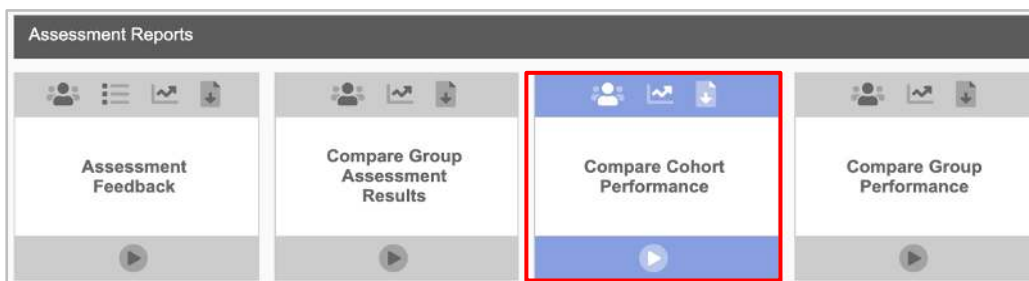 Assessment Reports
Assessment
Feedback
Compare Group
Assessment
Results
Compare Cohort
Performance
Compare Group
Performance